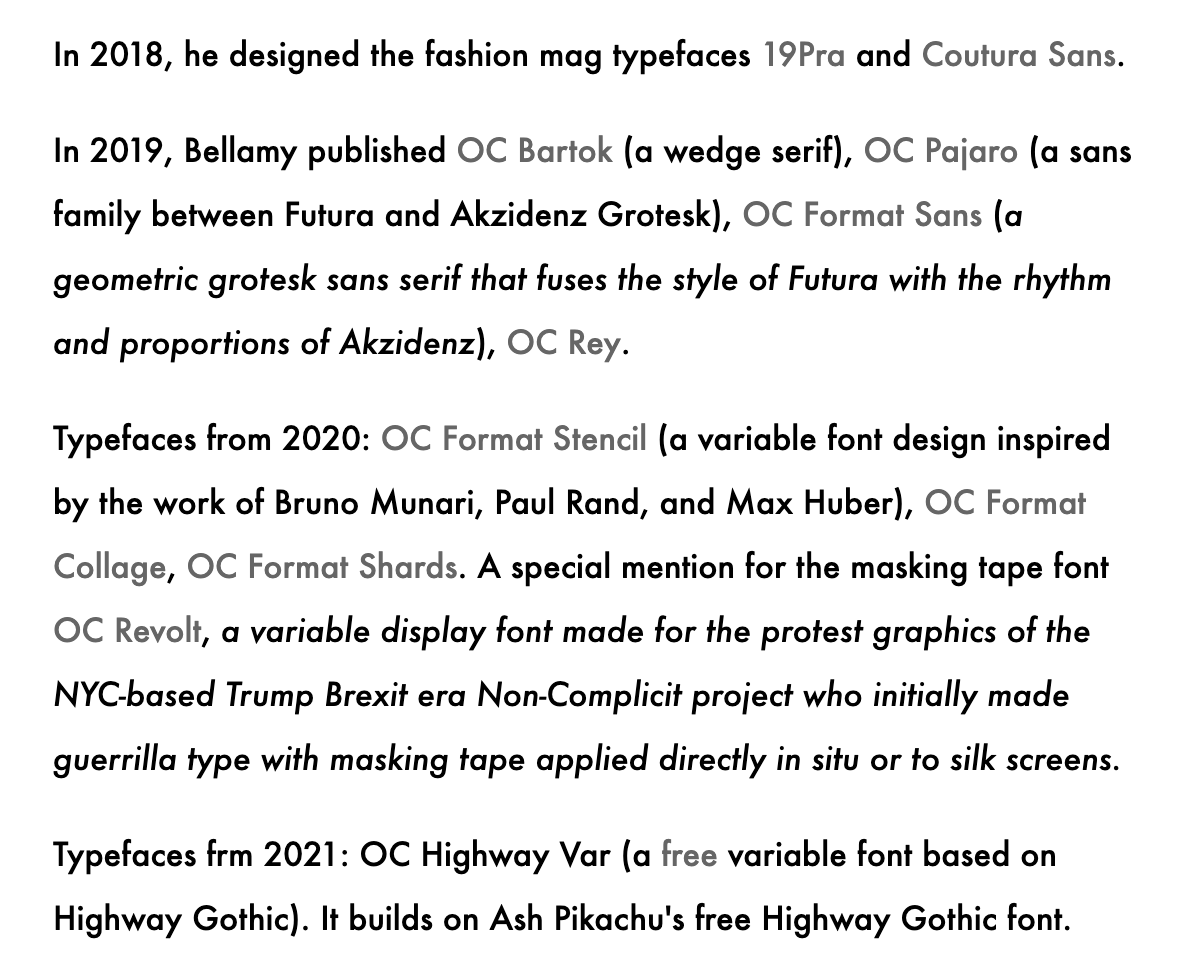 In 2018, he designed the fashion mag typefaces 19Pra and Coutura Sans.
In 2019, Bellamy published OC Bartok (a wedge serif), OC Pajaro (a sans
family between Futura and Akzidenz Grotesk), OC Format Sans (a
geometric grotesk sans serif that fuses the style of Futura with the rhythm
and proportions of Akzidenz), OC Rey.
Typefaces from 2020: OC Format Stencil (a variable font design inspired
by the work of Bruno Munari, Paul Rand, and Max Huber), OC Format
Collage, OC Format Shards. A special mention for the masking tape font
OC Revolt, a variable display font made for the protest graphics of the
NYC-based Trump Brexit era Non-Complicit project who initially made
guerrilla type with masking tape applied directly in situ or to silk screens.
Typefaces frm 2021: OC Highway Var (a free variable font based on
Highway Gothic). It builds on Ash Pikachu's free Highway Gothic font.